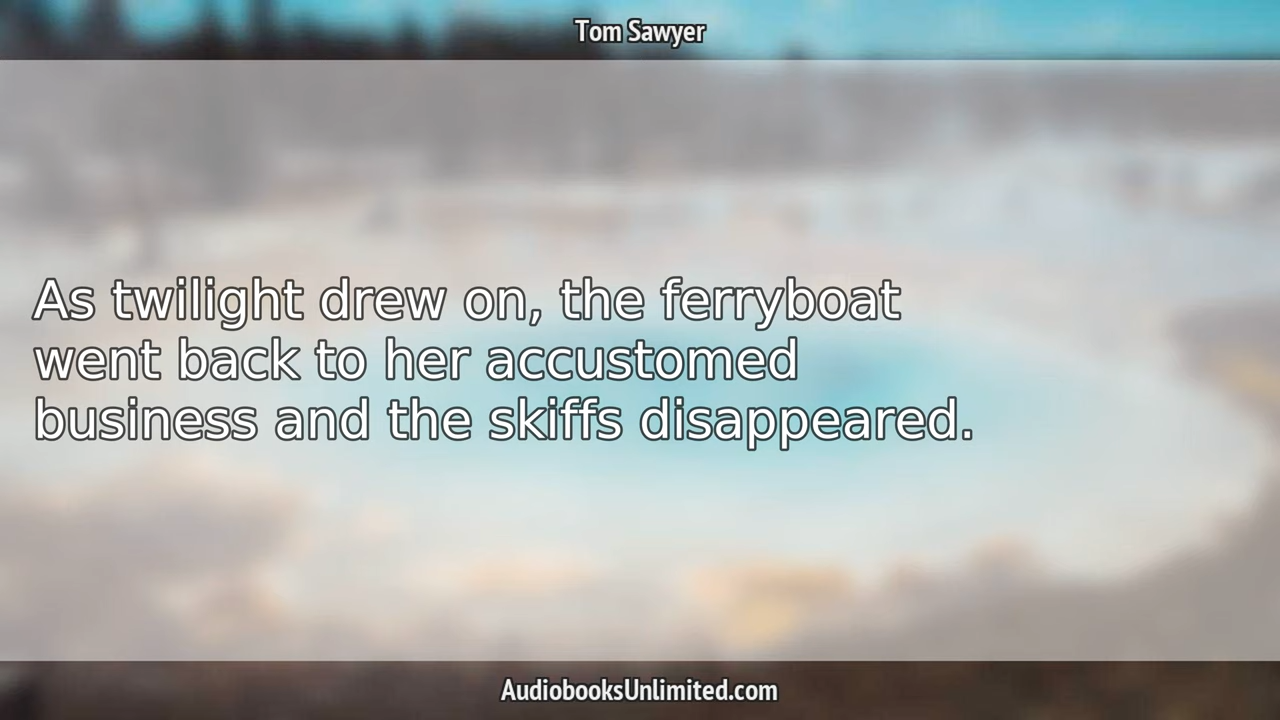 Tom Sawyer
As twilight drew on, the ferryboat
went back to her accustomed
business and the skiffs disappeared.
AudiobooksUnlimited.com